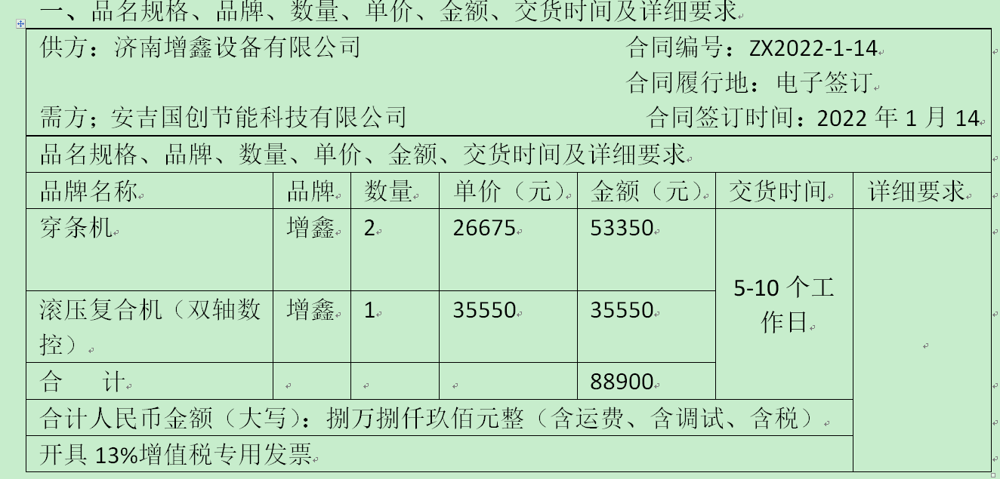 一、品名规格、品牌、数量、单价、金额、交货时间及详细要求
供方：济南增鑫设备有限公司 合同编号：ZX2022-1-14
合同履行地：电子签订
需方；安吉国创节能科技有限公司 合同签订时间：2022 年 1 月 14
品名规格、品牌、数量、单价、金额、交货时间及详细要求
品牌名称 品牌 数量 单价（元） 金额（元） 交货时间 详细要求
穿条机 增鑫 2 26675 53350
5-10 个工
作日
滚压复合机（双轴数 增鑫 1 35550 35550
控）
合 计 88900
合计人民币金额（大写）：捌万捌仟玖佰元整（含运费、含调试、含税）
开具 13%增值税专用发票